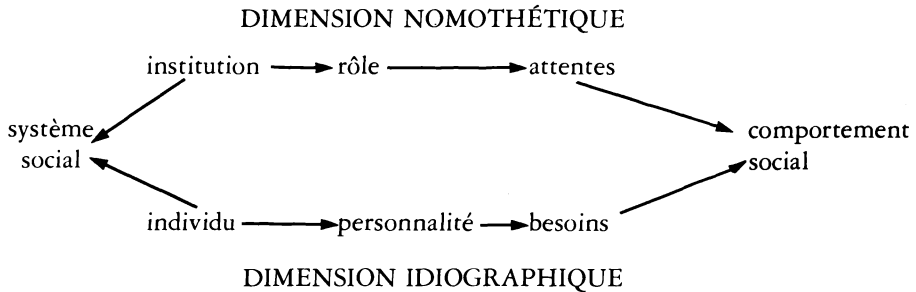 DIMENSION NOMOTHÉTIQUE
institution rôle attentes
système
social
comportement
social
individu personnalité besoins
DIMENSION IDIOGRAPHIQUE